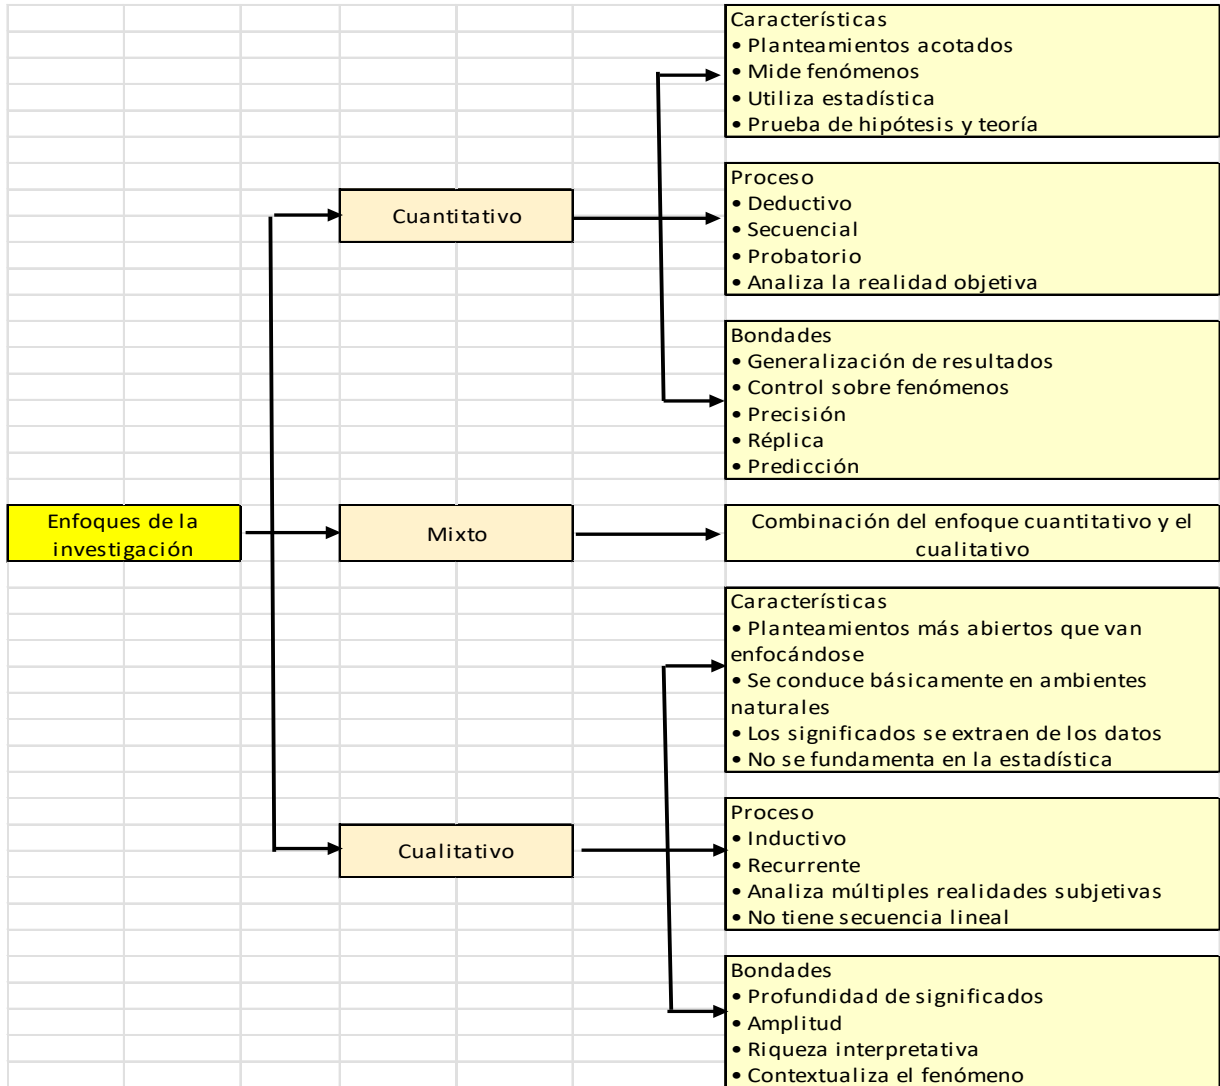 Enfoques de la
investigación
Cuantitativo
Características
• Planteamientos acotados
• Mide fenómenos
• Utiliza estadística
• Prueba de hipótesis y teoría
Proceso
• Deductivo
• Secuencial
• Probatorio
• Analiza la realidad objetiva
Bondades
• Generalización de resultados
• Control sobre fenómenos
• Precisión
• Réplica
• Predicción
Mixto
Combinación del enfoque cuantitativo y el
cualitativo
Cualitativo
Características
• Planteamientos más abiertos que van
enfocándose
• Se conduce básicamente en ambientes
naturales
• Los significados se extraen de los datos
• No se fundamenta en la estadística
Proceso
• Inductivo
• Recurrente
• Analiza múltiples realidades subjetivas
• No tiene secuencia lineal
Bondades
• Profundidad de significados
• Amplitud
• Riqueza interpretativa
• Contextualiza el fenómeno